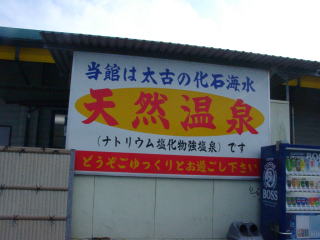 当館は太古の化石海水
天然温泉
(ナトリウム塩化物強塩泉)です
どうぞごゆっくりとお過ごし下さい
BOSS